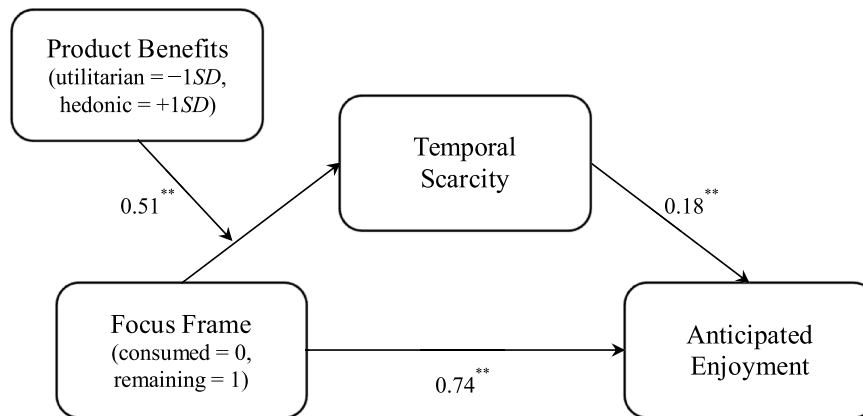 Product Benefits
(utilitarian = −1SD,
hedonic = +1SD)
Temporal
Scarcity
0.51**
0.18**
Focus Frame
(consumed = 0,
remaining = 1)
Anticipated
Enjoyment
0.74**